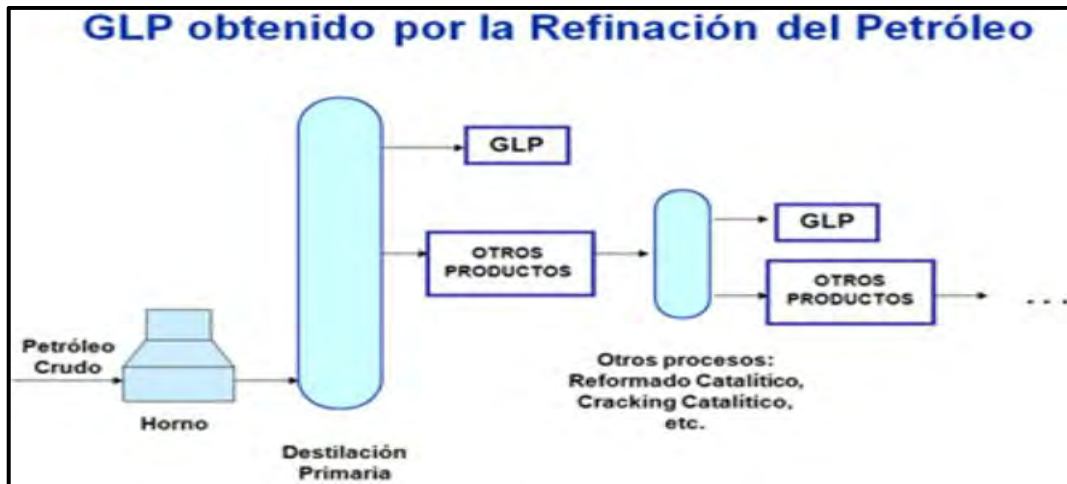 GLP obtenido por la Refinación del Petróleo
GLP
GLP
OTROS
PRODUCTOS
OTROS
PRODUCTOS
. . .
Petróleo
Crudo
Horno
Otros procesos:
Reformado Catalítico,
Cracking Catalítico,
etc.
Destilación
Primaria